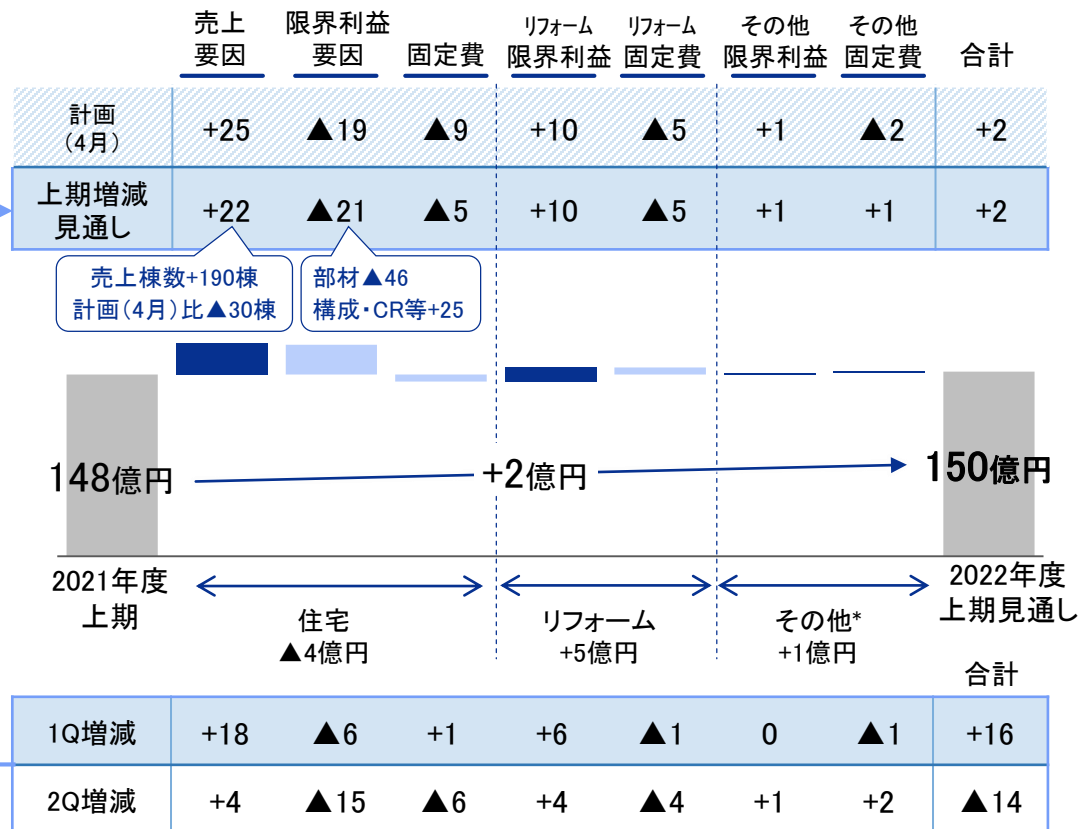 売上要因 限界利益要因 固定費 リフォーム限界利益 リフォーム固定費 その他限界利益 その他固定費 合計
計画(4月) +25 ▲19 ▲9 +10 ▲5 +1 ▲2 +2
上期増減見通し +22 ▲21 ▲5 +10 ▲5 +1 +1 +2
売上棟数+190棟
計画(4月)比▲30棟
部材▲46
構成・CR等+25
148億円 +2億円 150億円
2021年度
上期
2022年度
上期見通し
住宅
▲4億円
リフォーム
+5億円
その他*
+1億円
合計
1Q増減 +18 ▲6 +1 +6 ▲1 0 ▲1 +16
2Q増減 +4 ▲15 ▲6 +4 ▲4 +1 +2 ▲14